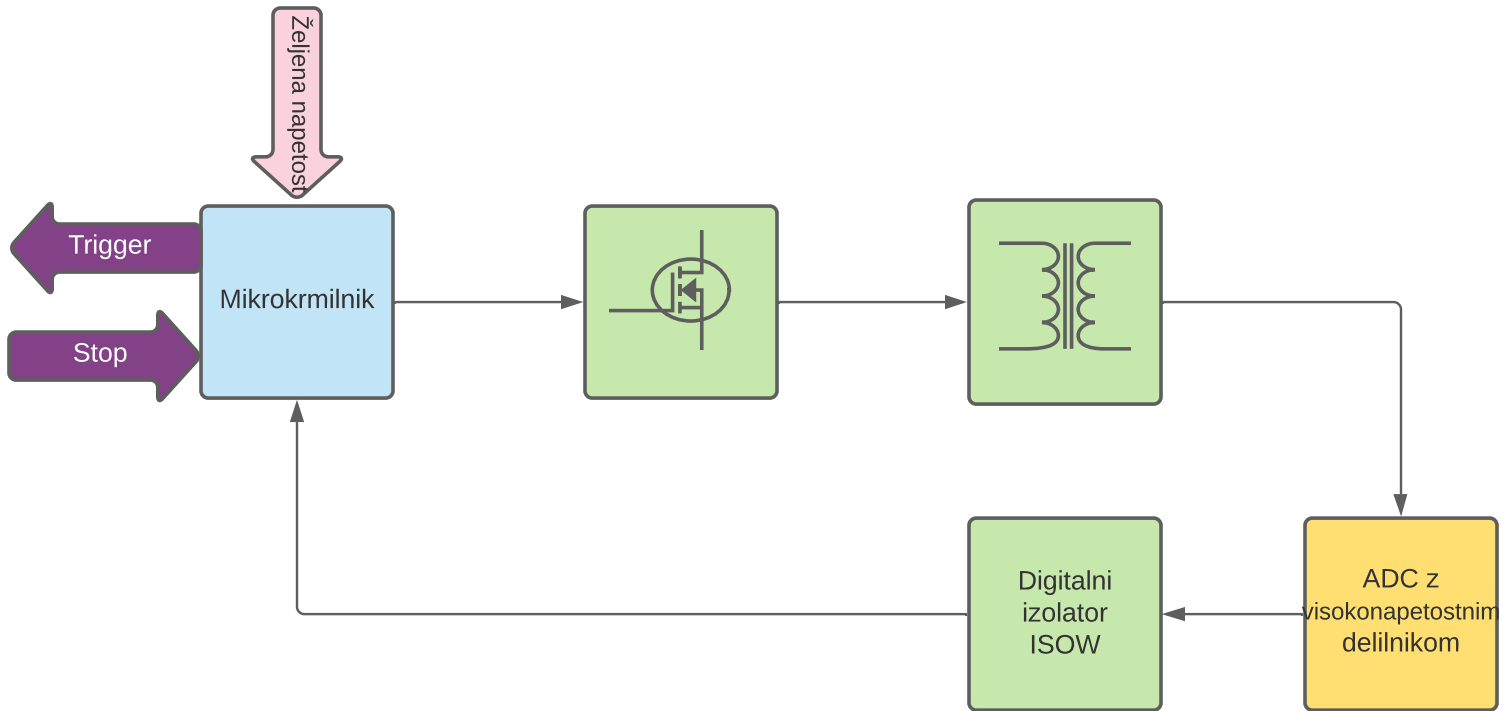 Željena napetost
Trigger
Mikrokrmilnik
Stop
Digitalni
izolator
ISOW
ADC z
visokonapetostnim
delilnikom